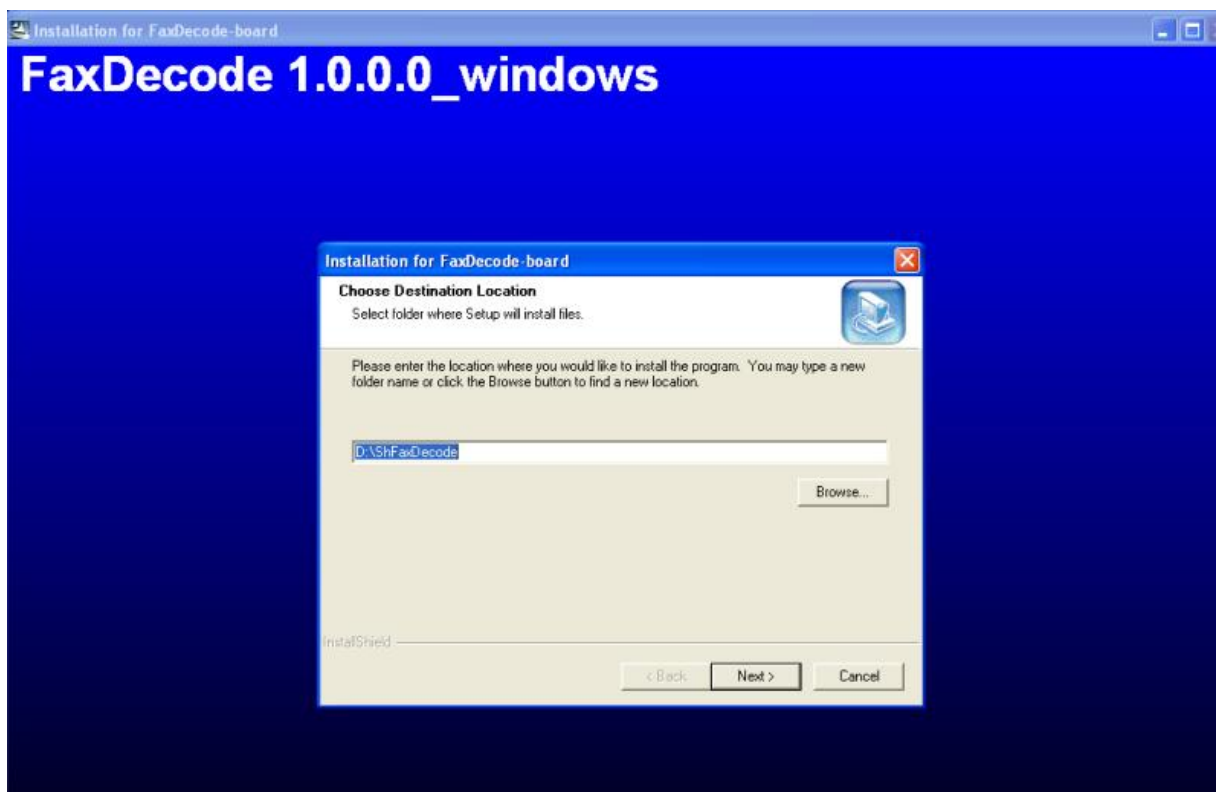 Installation for FaxDecode-board
FaxDecode 1.0.0.0_windows
Installation for FaxDecode-board
Choose Destination Location
Select folder where Setup will install files.
Please enter the location where you would like to install the program. You may type a new
folder name or click the Browse button to find a new location.
D:\ShFaxDecode
Browse...
InstallShield
< Back
Next >
Cancel